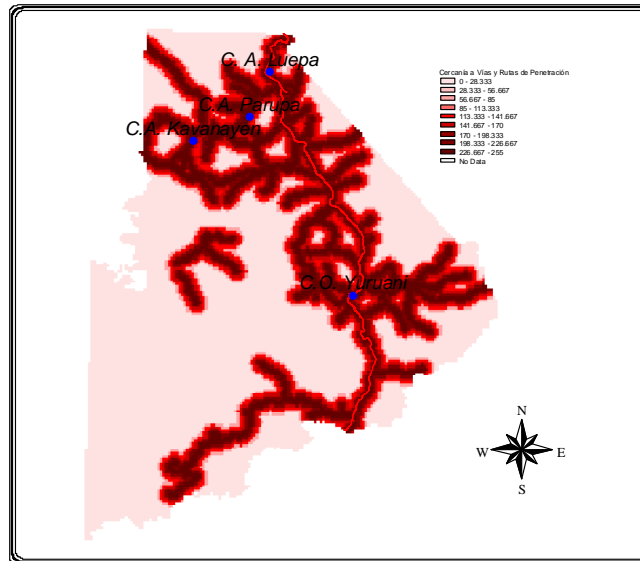 C. A. Luepa
C.A. Parupa
C.A. Kavanayen
C.O. Yuruani
Cercanía a Vías y Rutas de Penetración
0 - 28.333
28.333 - 56.667
56.667 - 85
85 - 113.333
113.333 - 141.667
141.667 - 170
170 - 198.333
198.333 - 226.667
226.667 - 255
No Data
N
W
E
S